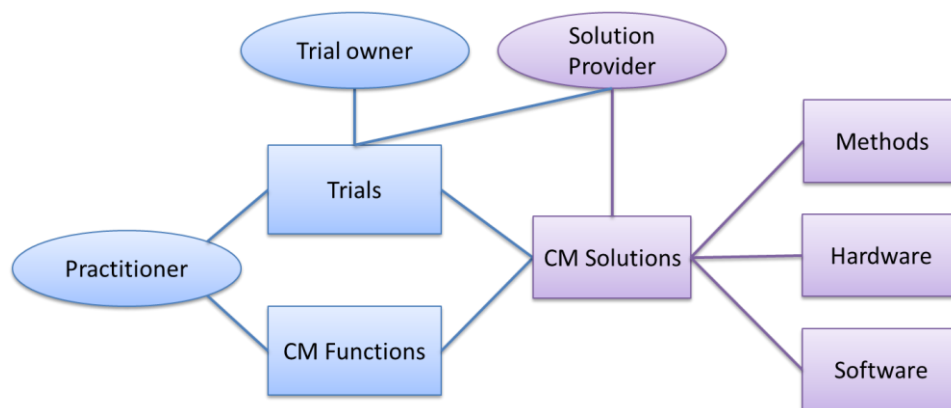 Trial owner
Solution
Provider
Methods
Trials
CM Solutions
Hardware
Practitioner
CM Functions
Software